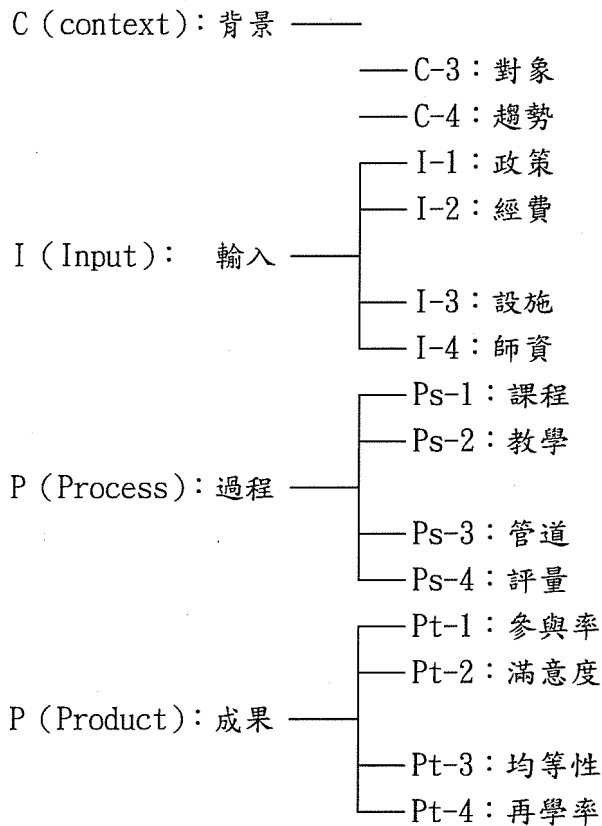 C（context）：背景
C-3：對象
C-4：趨勢
I-1：政策
I-2：經費
I（Input）： 輸入
I-3：設施
I-4：師資
Ps-1：課程
Ps-2：教學
P（Process）：過程
Ps-3：管道
Ps-4：評量
Pt-1：參與率
Pt-2：滿意度
P（Product）：成果
Pt-3：均等性
Pt-4：再學率